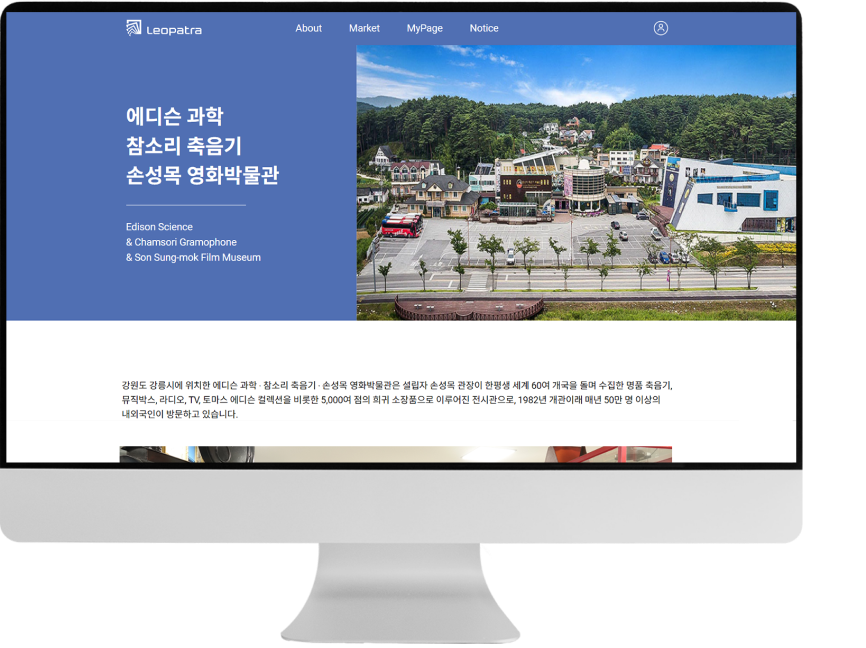 Leopatra
About
Market
MyPage
Notice
에디슨 과학
참소리 축음기
손성목 영화박물관
Edison Science
& Chamsori Gramophone
& Son Sung-mok Film Museum
강원도 강릉시에 위치한 에디슨 과학 · 참소리 축음기 · 손성목 영화박물관은 설립자 손성목 관장이 한평생 세계 60여 개국을 돌며 수집한 명품 축음기,
뮤직박스, 라디오, TV, 토마스 에디슨 컬렉션을 비롯한 5,000여 점의 희귀 소장품으로 이루어진 전시관으로, 1982년 개관이래 매년 50만 명 이상의
내외국인이 방문하고 있습니다.